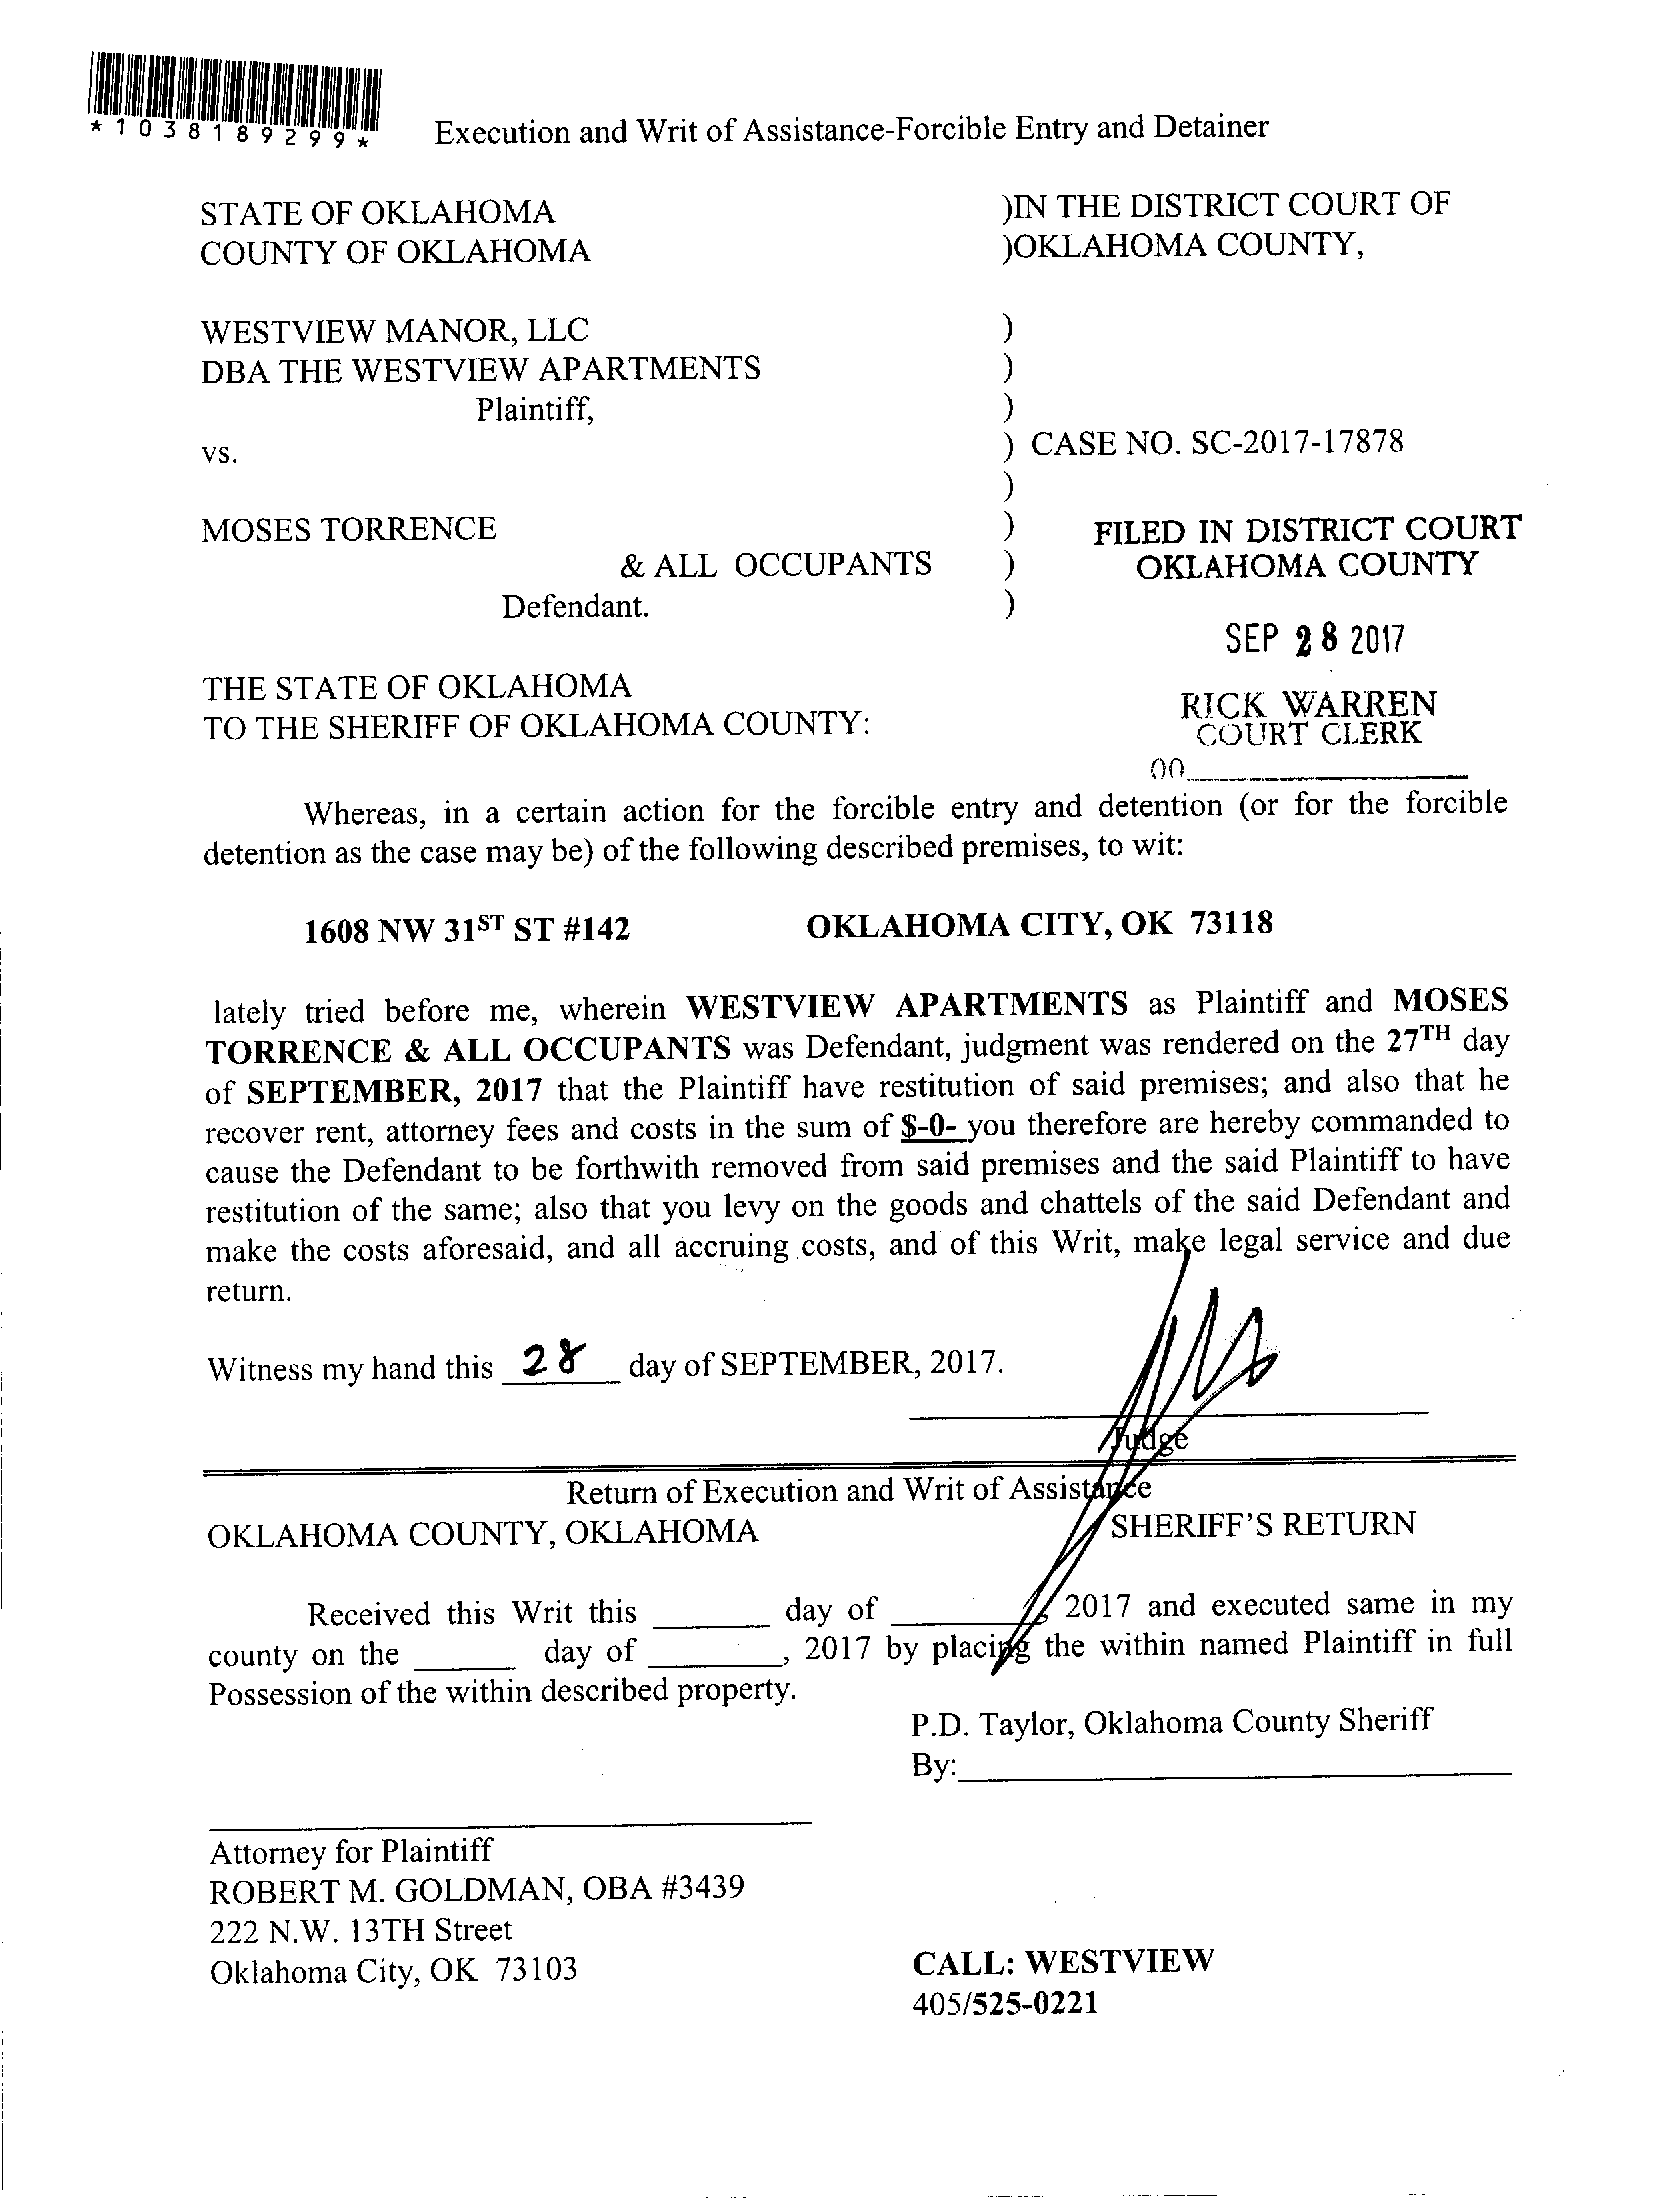 *1038189299*
Execution and Writ of Assistance-Forcible Entry and Detainer
STATE OF OKLAHOMA )IN THE DISTRICT COURT OF
COUNTY OF OKLAHOMA )OKLAHOMA COUNTY,
WESTVIEW MANOR, LLC )
DBA THE WESTVIEW APARTMENTS )
Plaintiff, )
vs. ) CASE NO. SC-2017-17878
)
MOSES TORRENCE ) FILED IN DISTRICT COURT
& ALL OCCUPANTS ) OKLAHOMA COUNTY
Defendant. )
SEP 28 2017
THE STATE OF OKLAHOMA RICK WARREN
TO THE SHERIFF OF OKLAHOMA COUNTY: COURT CLERK
00
Whereas, in a certain action for the forcible entry and detention (or for the forcible
detention as the case may be) of the following described premises, to wit:
1608 NW 31ST ST #142 OKLAHOMA CITY, OK 73118
lately tried before me, wherein WESTVIEW APARTMENTS as Plaintiff and MOSES
TORRENCE & ALL OCCUPANTS was Defendant, judgment was rendered on the 27TH day
of SEPTEMBER, 2017 that the Plaintiff have restitution of said premises; and also that he
recover rent, attorney fees and costs in the sum of $-0- you therefore are hereby commanded to
cause the Defendant to be forthwith removed from said premises and the said Plaintiff to have
restitution of the same; also that you levy on the goods and chattels of the said Defendant and
make the costs aforesaid, and all accruing costs, and of this Writ, make legal service and due
return.
Witness my hand this 28 day of SEPTEMBER, 2017.
Judge
Return of Execution and Writ of Assistance
OKLAHOMA COUNTY, OKLAHOMA SHERIFF'S RETURN
Received this Writ this ______ day of ______, 2017 and executed same in my
county on the ______ day of ______, 2017 by placing the within named Plaintiff in full
Possession of the within described property.
P.D. Taylor, Oklahoma County Sheriff
By:
Attorney for Plaintiff
ROBERT M. GOLDMAN, OBA #3439
222 N.W. 13TH Street
Oklahoma City, OK 73103 CALL: WESTVIEW
405/525-0221